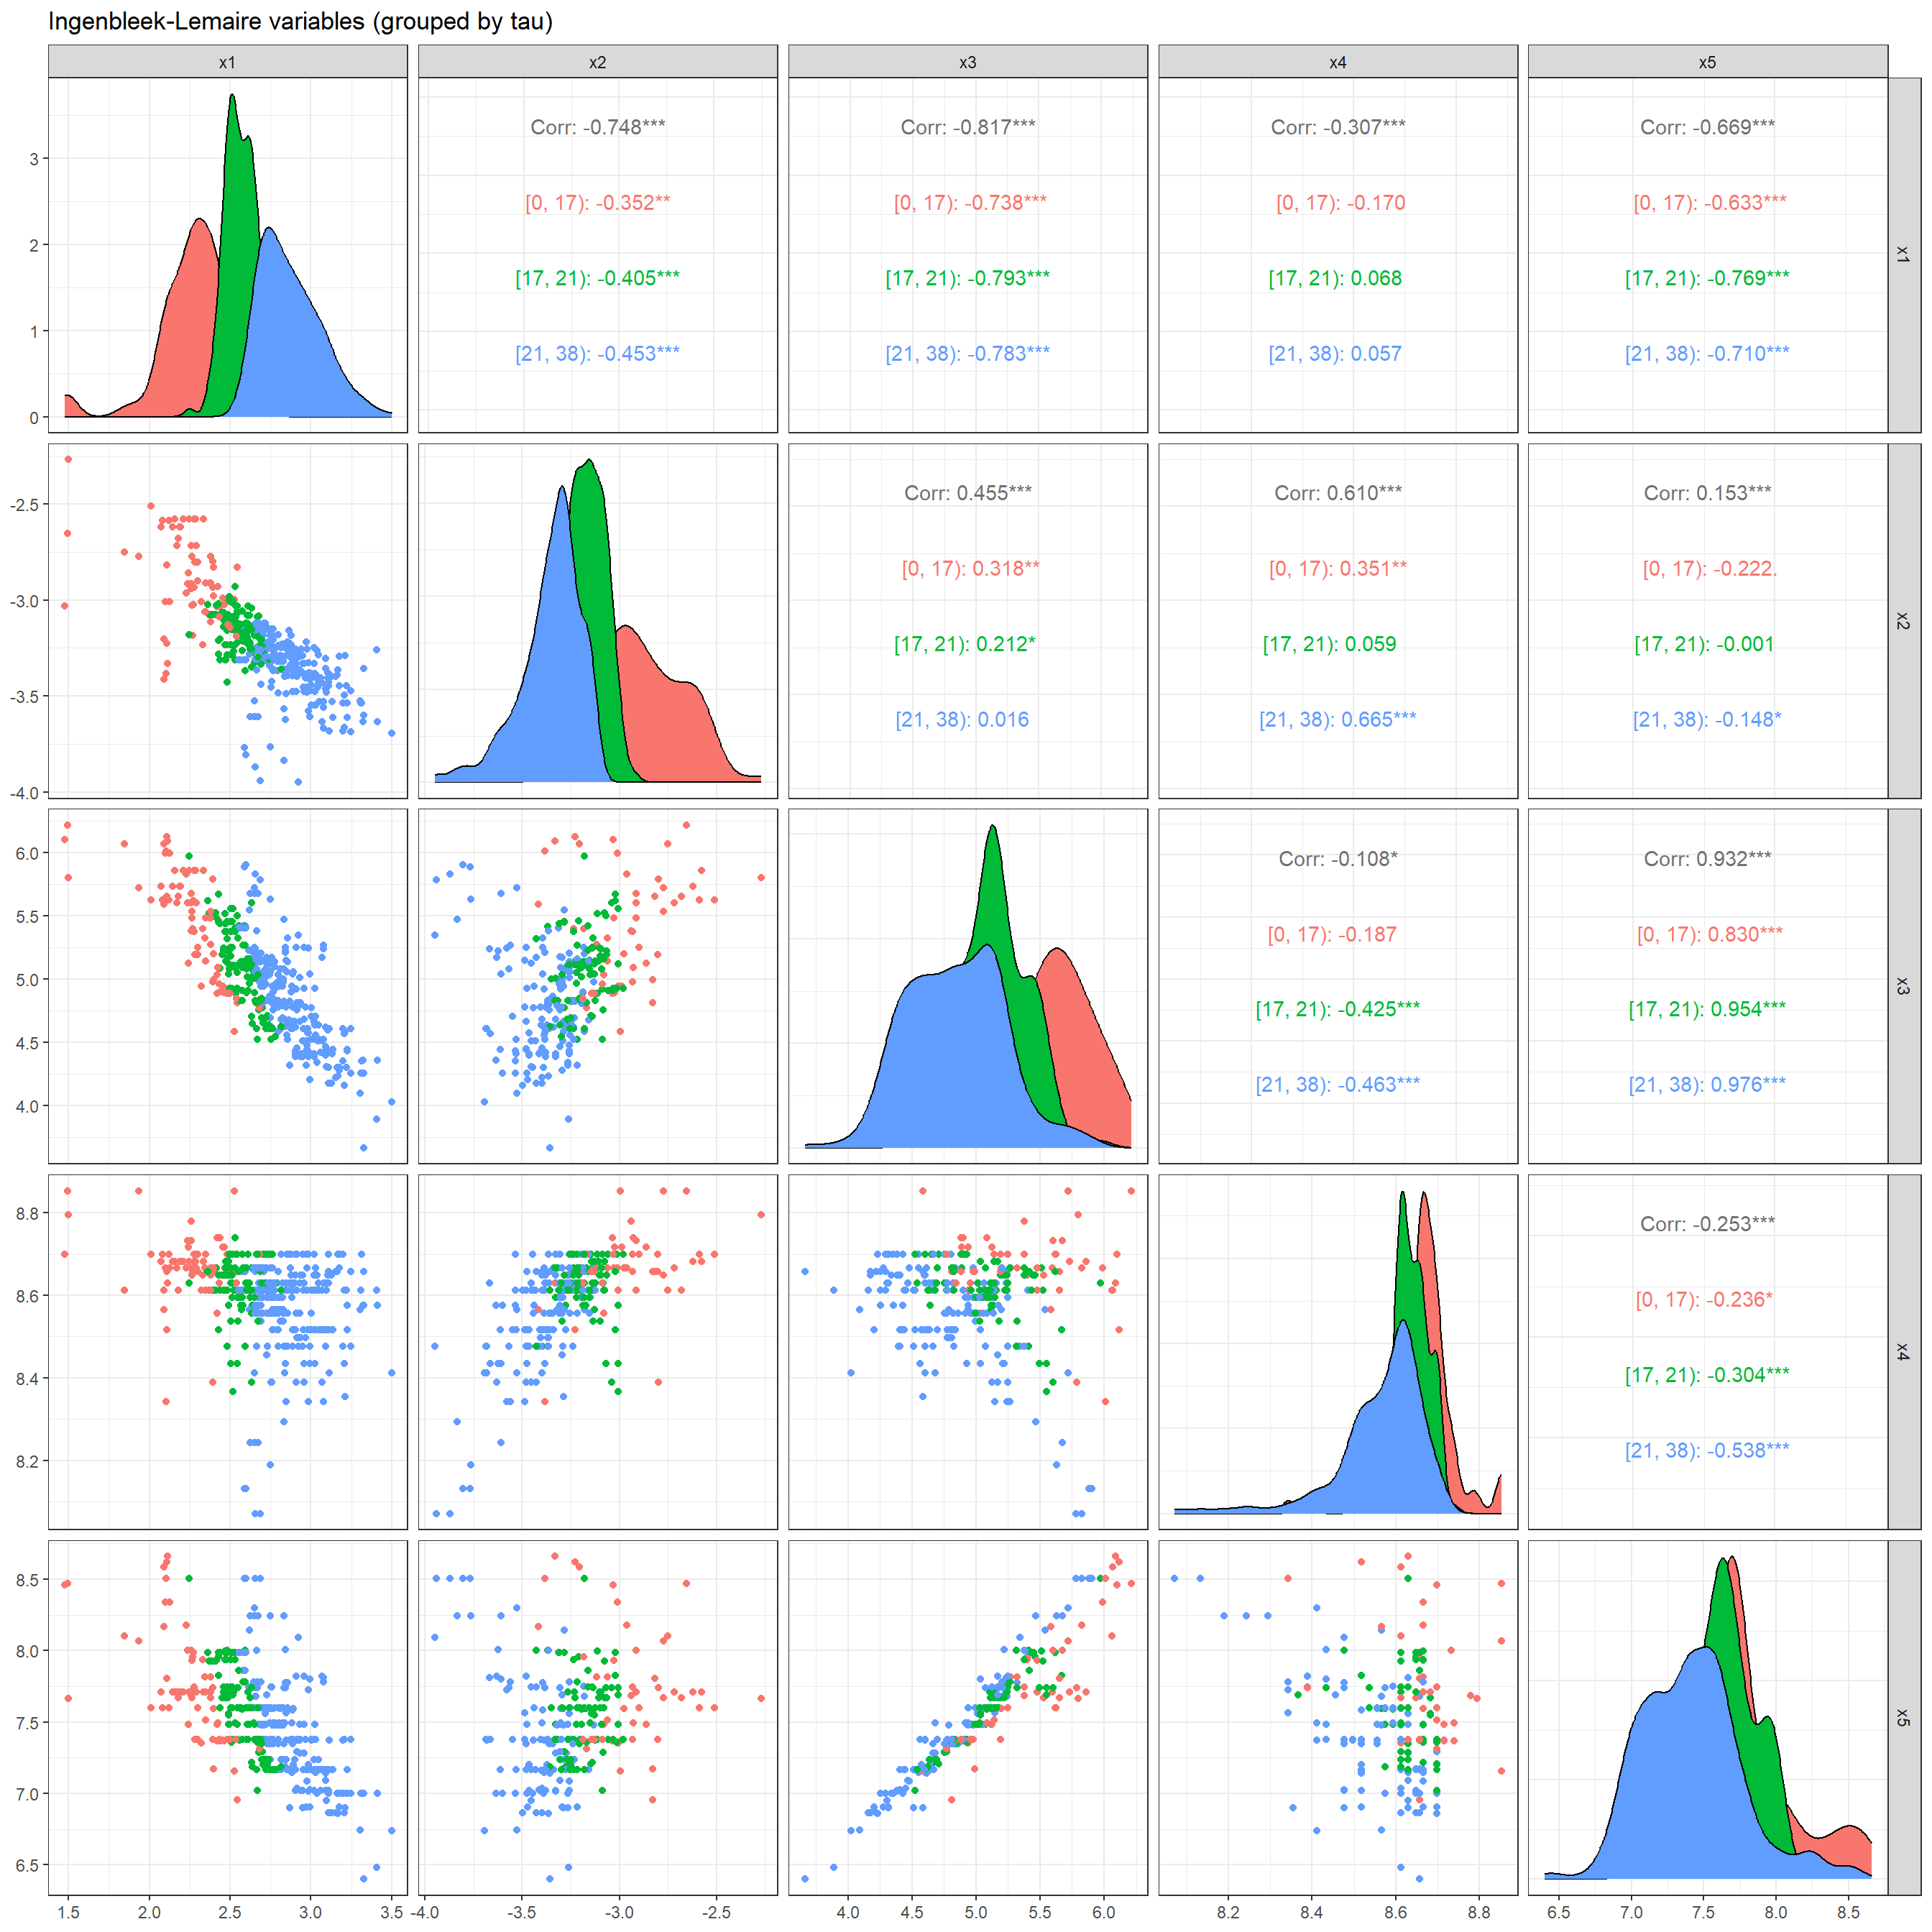 Ingenbleek-Lemaire variables (grouped by tau)
x1 x2 x3 x4 x5
3
2
1
0
Corr: -0.748***
[0, 17): -0.352**
[17, 21): -0.405***
[21, 38): -0.453***
Corr: -0.817***
[0, 17): -0.738***
[17, 21): -0.793***
[21, 38): -0.783***
Corr: -0.307***
[0, 17): -0.170
[17, 21): 0.068
[21, 38): 0.057
Corr: -0.669***
[0, 17): -0.633***
[17, 21): -0.769***
[21, 38): -0.710***
x1
-2.5
-3.0
-3.5
-4.0
Corr: 0.455***
[0, 17): 0.318**
[17, 21): 0.212*
[21, 38): 0.016
Corr: 0.610***
[0, 17): 0.351**
[17, 21): 0.059
[21, 38): 0.665***
Corr: 0.153***
[0, 17): -0.222.
[17, 21): -0.001
[21, 38): -0.148*
x2
6.0
5.5
5.0
4.5
4.0
Corr: -0.108*
[0, 17): -0.187
[17, 21): -0.425***
[21, 38): -0.463***
Corr: 0.932***
[0, 17): 0.830***
[17, 21): 0.954***
[21, 38): 0.976***
x3
8.8
8.6
8.4
8.2
Corr: -0.253***
[0, 17): -0.236*
[17, 21): -0.304***
[21, 38): -0.538***
x4
8.5
8.0
7.5
7.0
6.5
x5
1.5 2.0 2.5 3.0 3.5 -4.0 -3.5 -3.0 -2.5 4.0 4.5 5.0 5.5 6.0 8.2 8.4 8.6 8.8 6.5 7.0 7.5 8.0 8.5